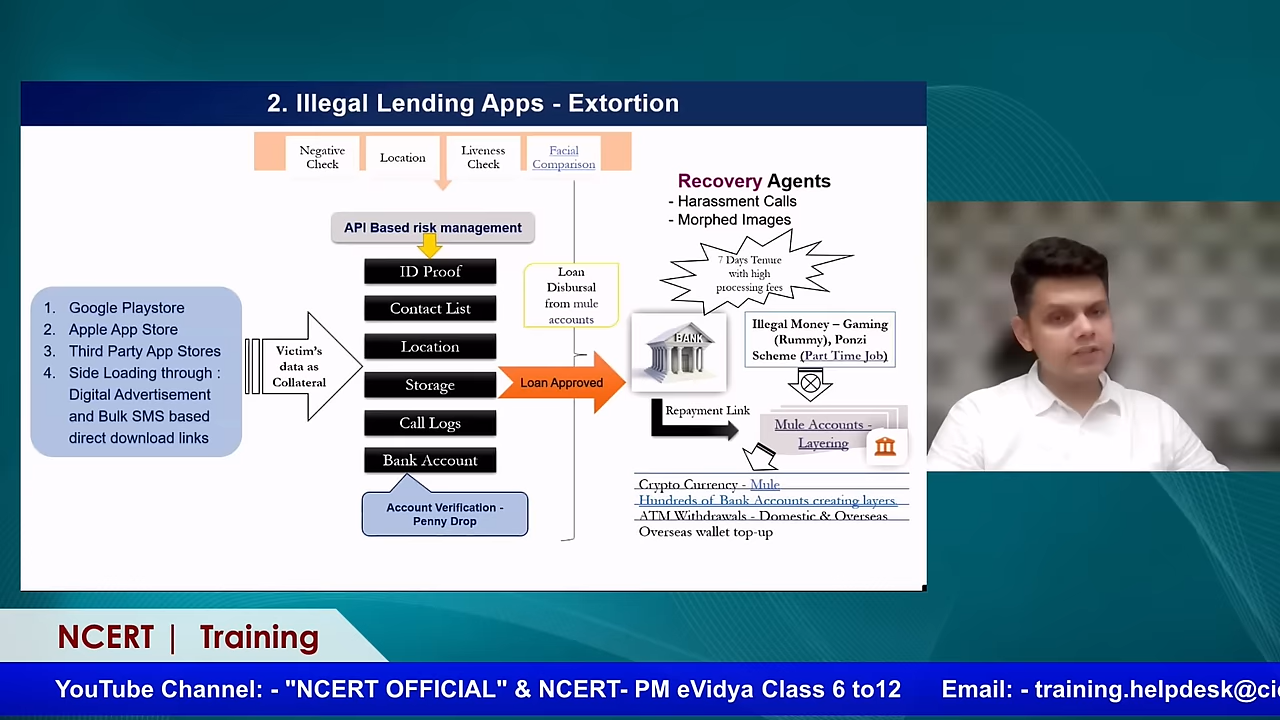 2. Illegal Lending Apps - Extortion
Negative
Check
Location
Liveness
Check
Facial
Comparison
Recovery Agents
- Harassment Calls
- Morphed Images
API Based risk management
7 Days Tenure
with high
processing fees
ID Proof
Contact List
Location
Storage
Call Logs
Bank Account
Loan
Disbursal
from mule
accounts
1. Google Playstore
2. Apple App Store
3. Third Party App Stores
4. Side Loading through :
Digital Advertisement
and Bulk SMS based
direct download links
Victim's
data as
Collateral
Loan Approved
BANK
Illegal Money – Gaming
(Rummy), Ponzi
Scheme (Part Time Job)
Repayment Link
Mule Accounts -
Layering
Account Verification -
Penny Drop
Crypto Currency - Mule
Hundreds of Bank Accounts creating layers.
ATM Withdrawals - Domestic & Overseas
Overseas wallet top-up
NCERT | Training
YouTube Channel: - "NCERT OFFICIAL" & NCERT- PM eVidya Class 6 to12 Email: - training.helpdesk@ci